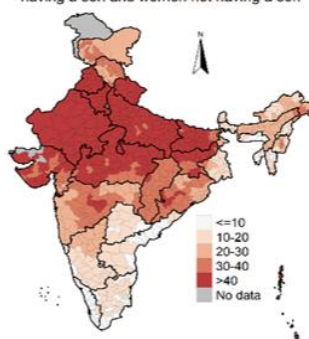 having a son and women not having a son
N
<=10
10-20
20-30
30-40
>40
No data